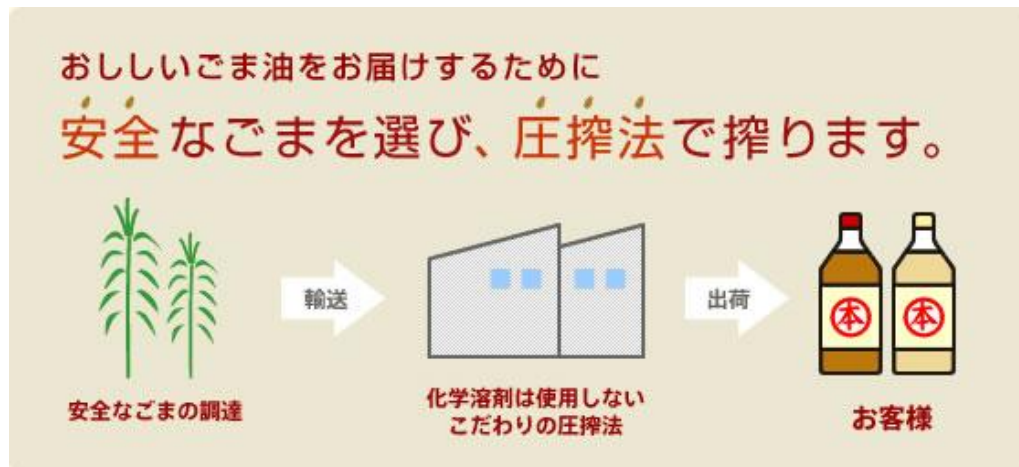 おししいごま油をお届けするために
安全なごまを選び、圧搾法で搾ります。
輸送
出荷
本 本
安全なごまの調達
化学溶剤は使用しない
こだわりの圧搾法
お客様